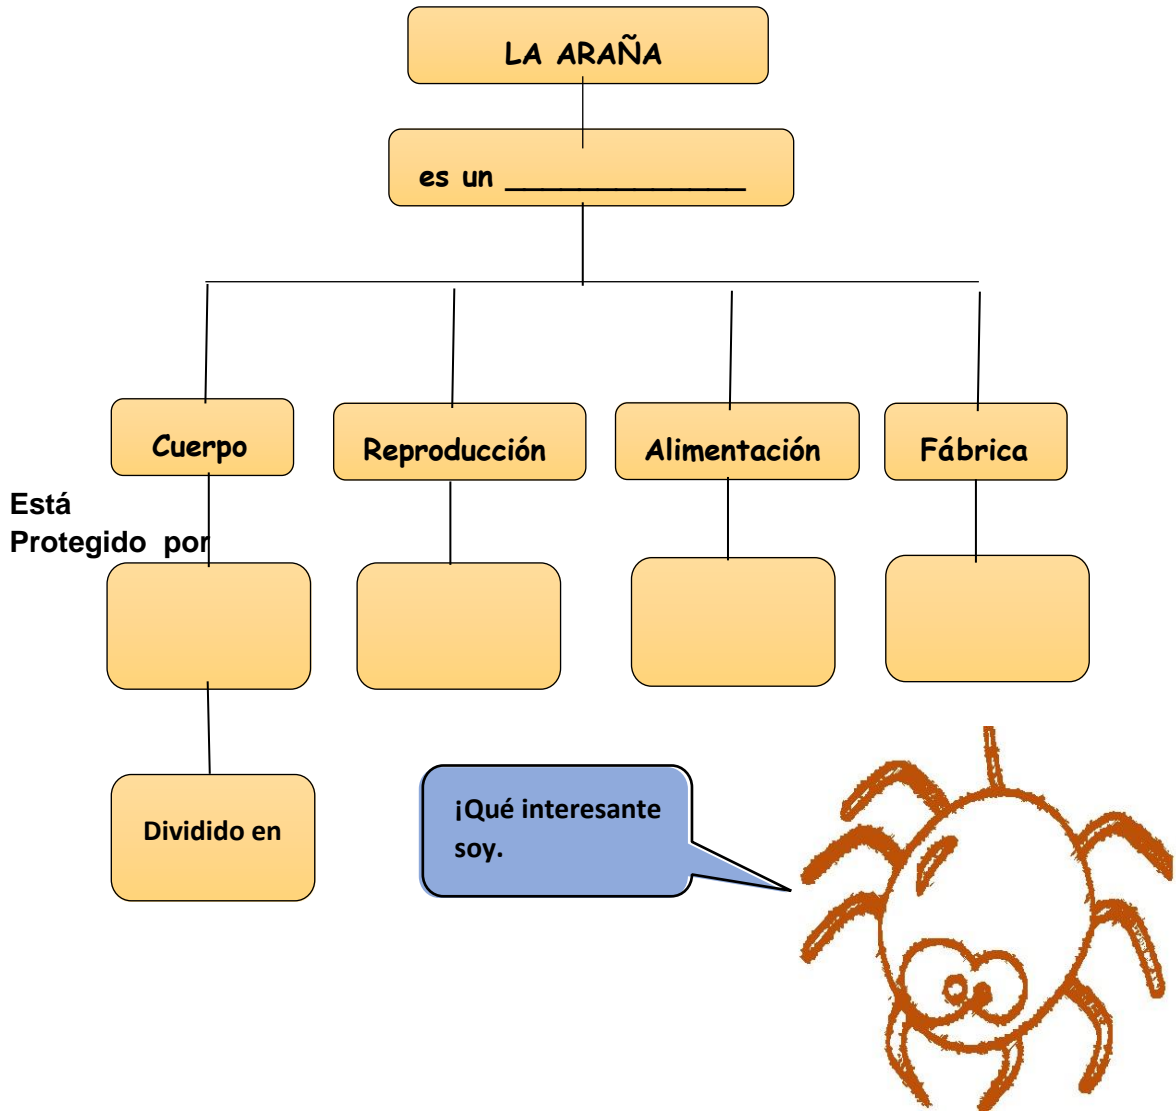 LA ARAÑA
es un _______________
Cuerpo
Reproducción
Alimentación
Fábrica
Está
Protegido por
Dividido en
¡Qué interesante
soy.